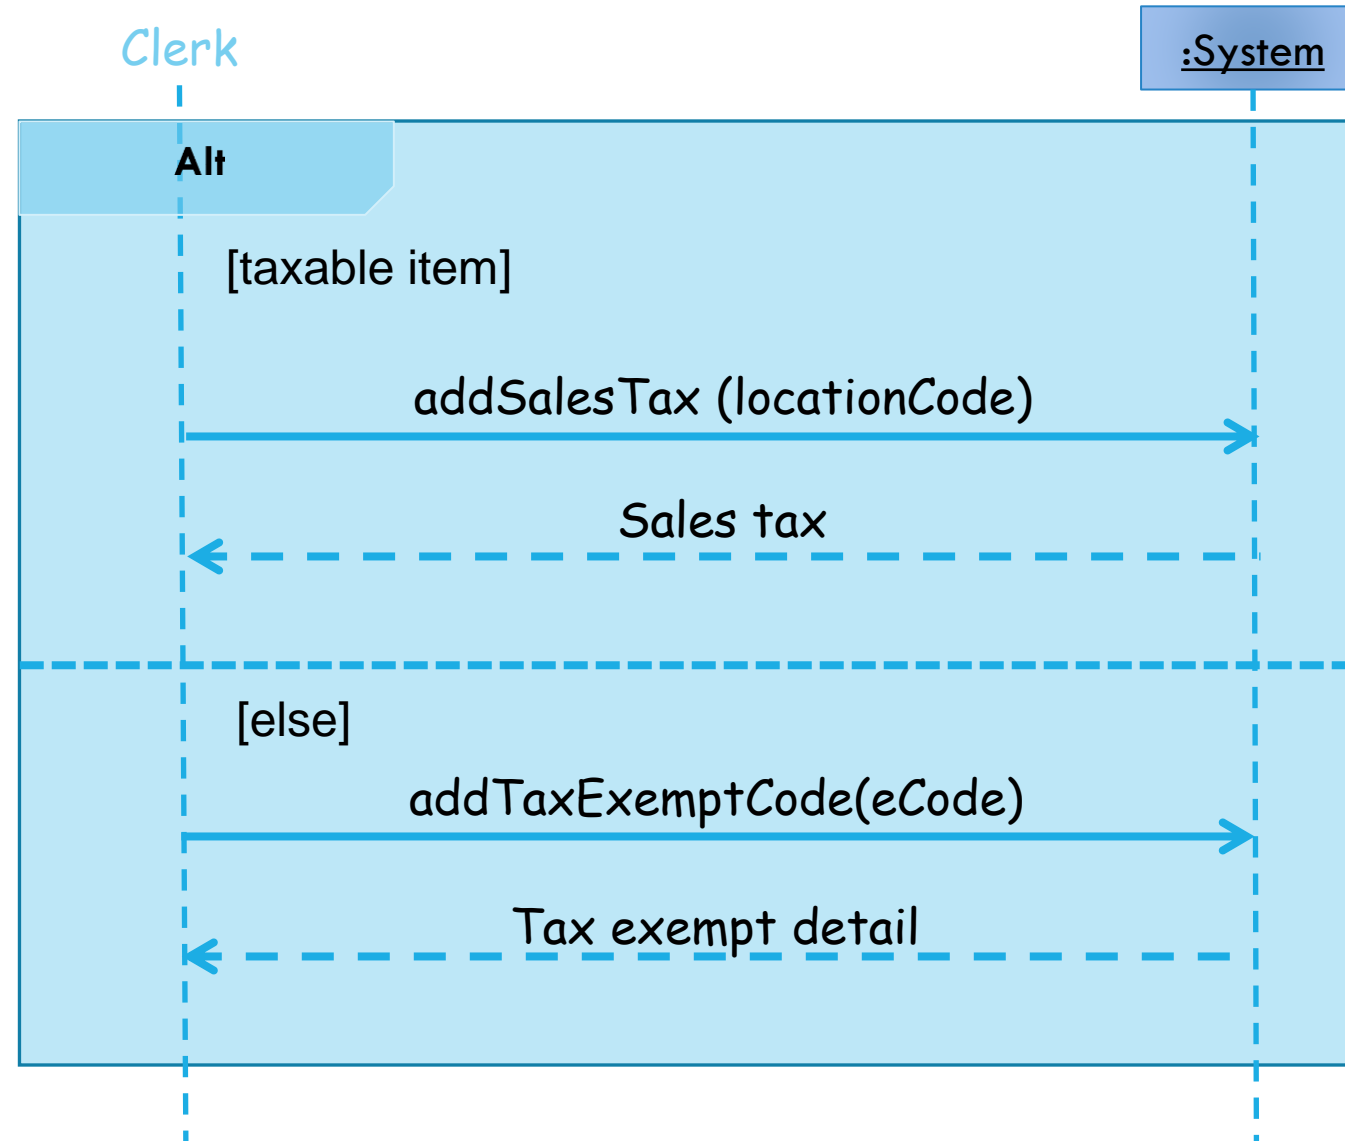 Clerk
:System
Alt
[taxable item]
addSalesTax (locationCode)
Sales tax
[else]
addTaxExemptCode(eCode)
Tax exempt detail